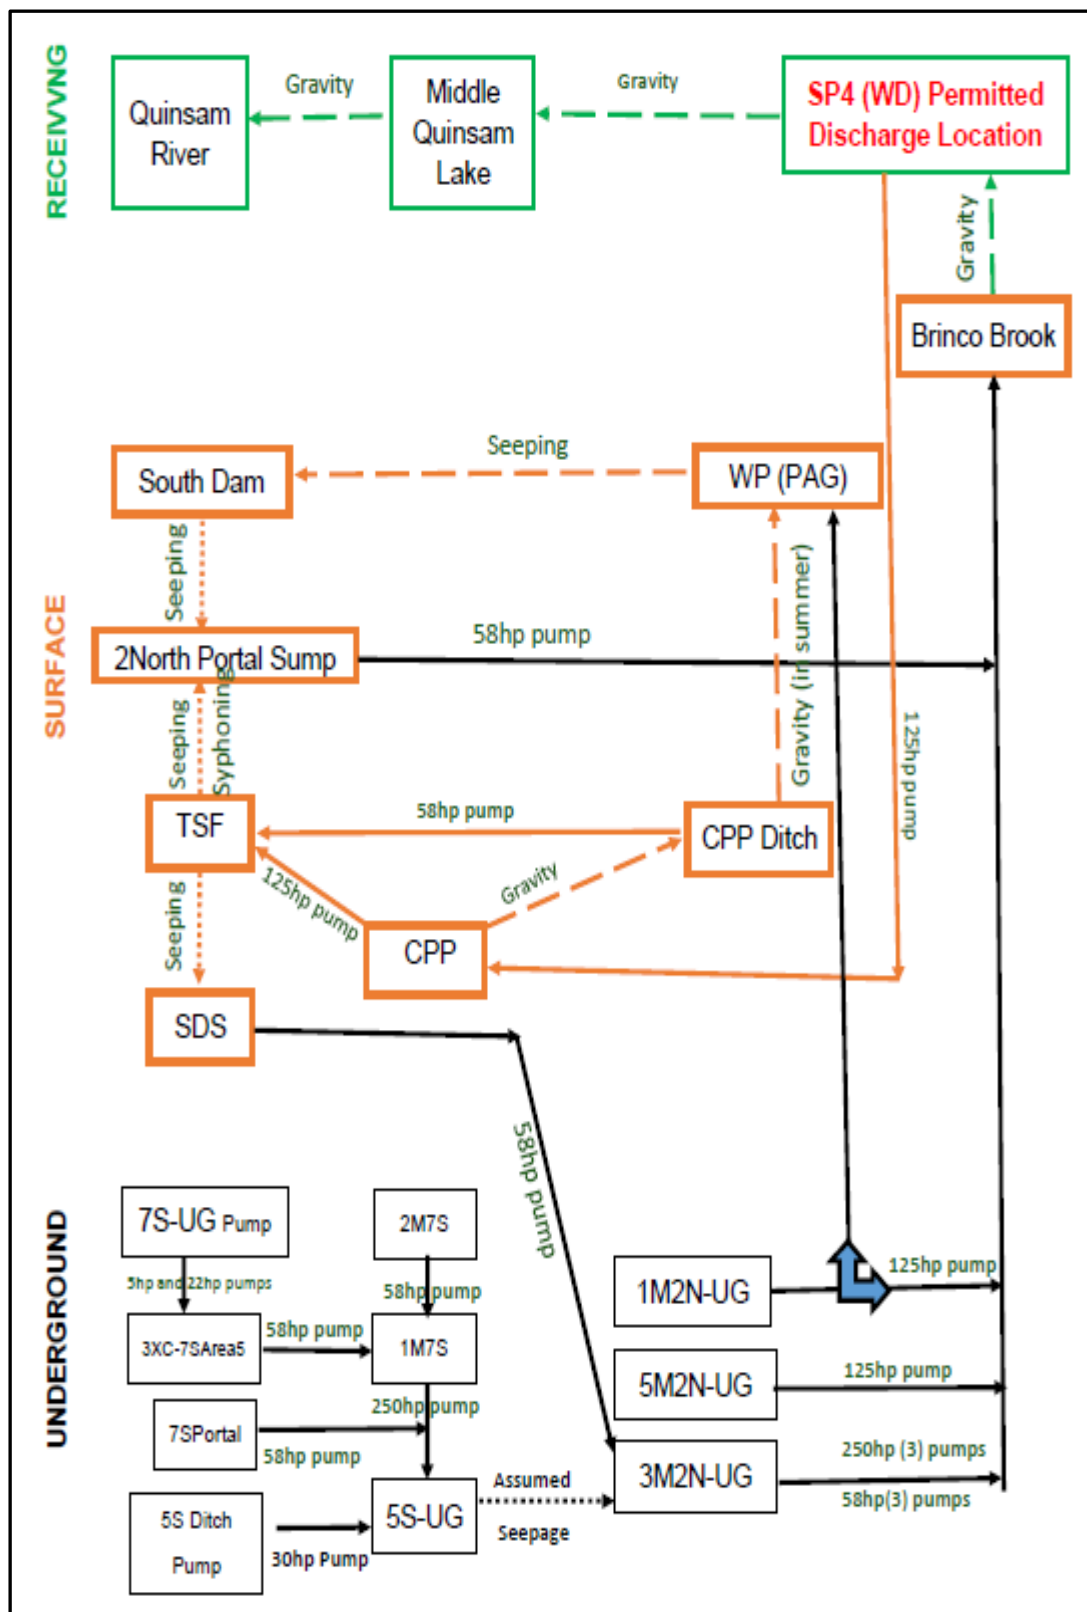 RECEIVVNG
Gravity
Gravity
Quinsam
River
Middle
Quinsam
Lake
SP4 (WD) Permitted
Discharge Location
Gravity
Brinco Brook
SURFACE
Seeping
South Dam
WP (PAG)
Seeping
2North Portal Sump
58hp pump
Gravity (in summer)
125hp pump
Seeping
Syphoning
TSF
58hp pump
CPP Ditch
125hp pump
Gravity
CPP
Seeping
SDS
58hp pump
UNDERGROUND
7S-UG Pump
2M7S
5hp and 22hp pumps
58hp pump
1M2N-UG
125hp pump
3XC-7SArea5
58hp pump
1M7S
5M2N-UG
125hp pump
250hp pump
7SPortal
58hp pump
3M2N-UG
250hp (3) pumps
58hp(3) pumps
5S Ditch
Pump
30hp Pump
5S-UG
Assumed
Seepage